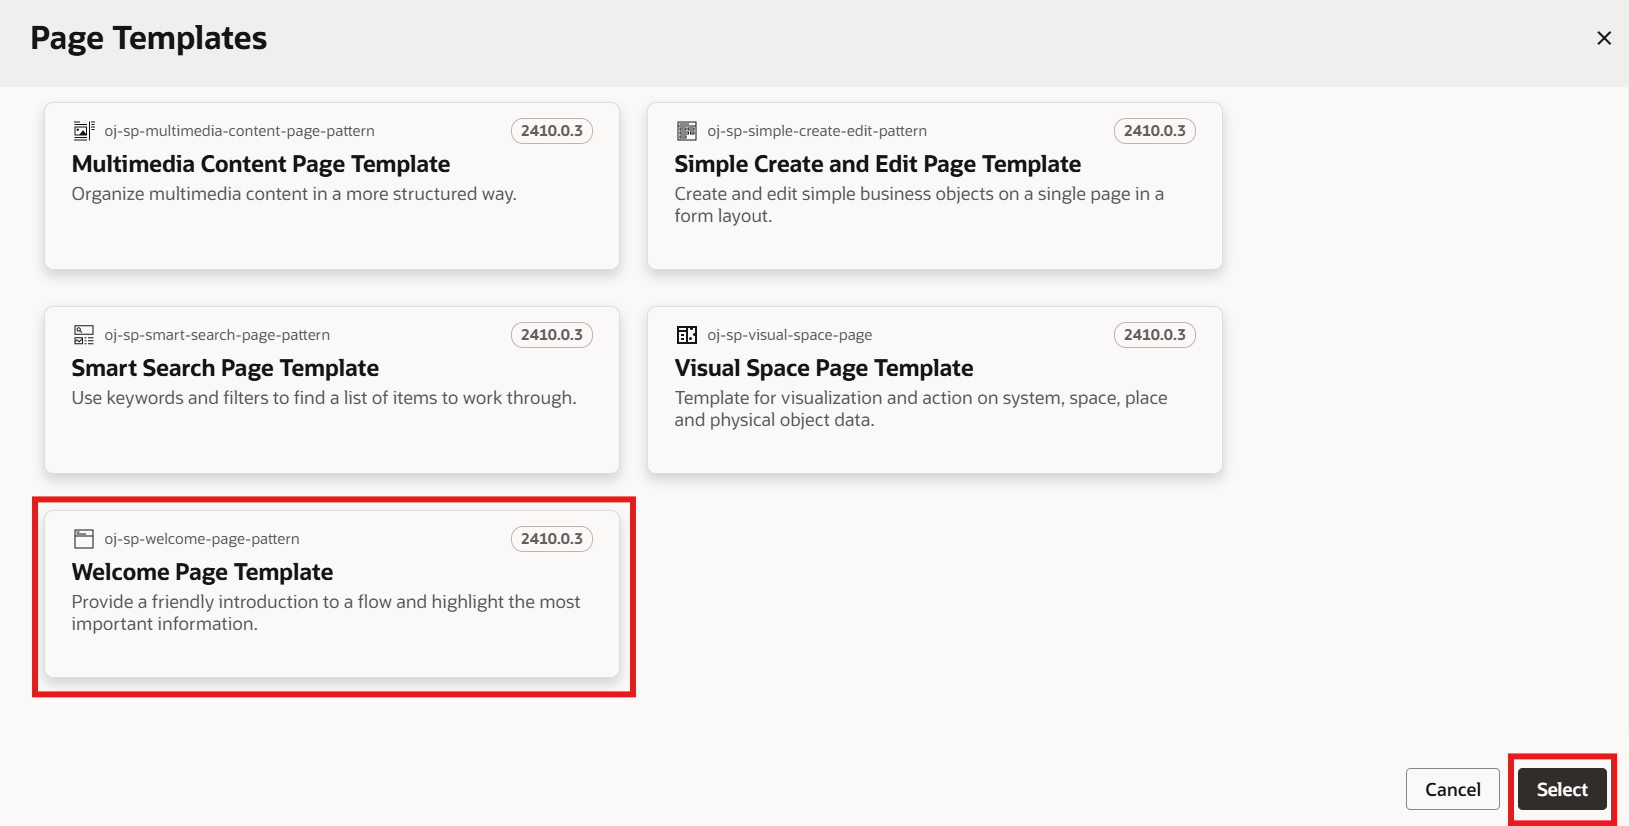 Page Templates
oj-sp-multimedia-content-page-pattern 2410.0.3
Multimedia Content Page Template
Organize multimedia content in a more structured way.
oj-sp-simple-create-edit-pattern 2410.0.3
Simple Create and Edit Page Template
Create and edit simple business objects on a single page in a
form layout.
oj-sp-smart-search-page-pattern 2410.0.3
Smart Search Page Template
Use keywords and filters to find a list of items to work through.
oj-sp-visual-space-page 2410.0.3
Visual Space Page Template
Template for visualization and action on system, space, place
and physical object data.
oj-sp-welcome-page-pattern 2410.0.3
Welcome Page Template
Provide a friendly introduction to a flow and highlight the most
important information.
Cancel Select